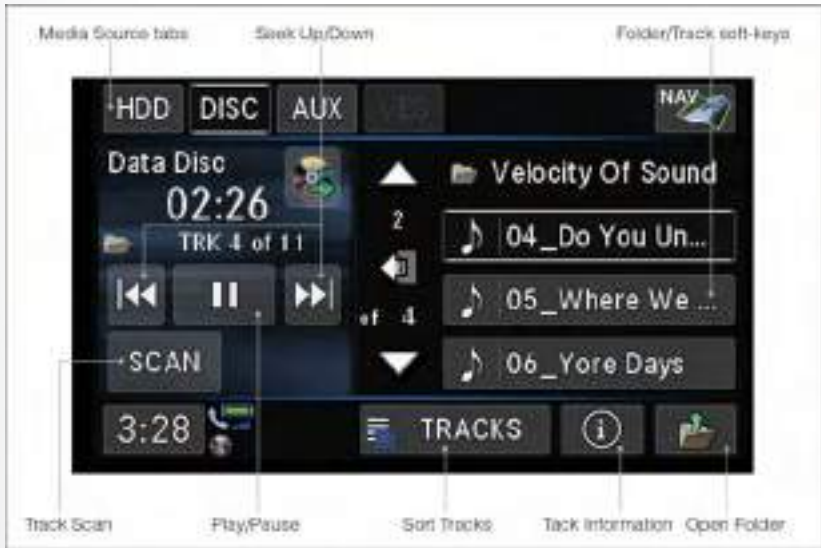 Media Source tabs
Seek Up/Down
Folder/Track soft-keys
HDD
DISC
AUX
VES
NAV
Data Disc
02:26
TRK 4 of 11
2
of 4
Velocity Of Sound
04_Do You Un...
05_Where We ...
06_Yore Days
SCAN
3:28
TRACKS
i
Track Scan
Play/Pause
Sort Tracks
Tack Information
Open Folder